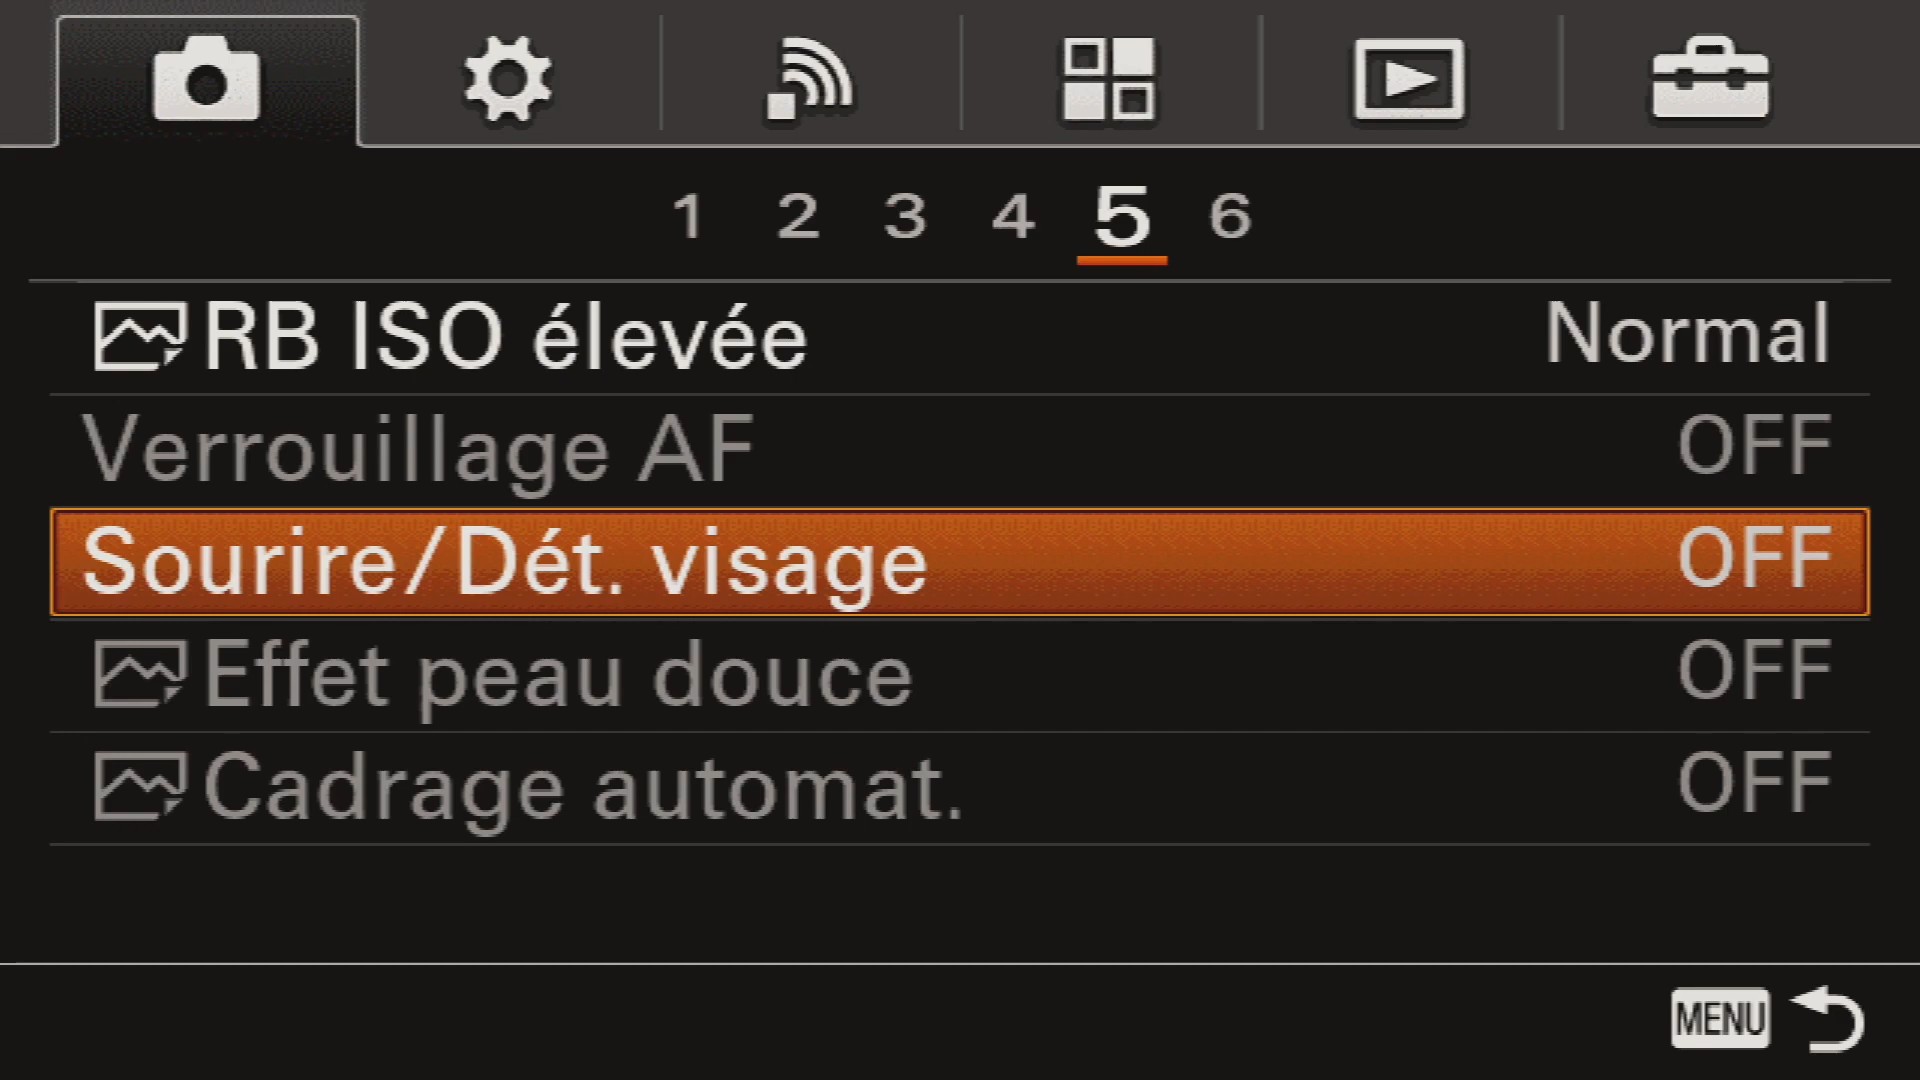 1 2 3 4 5 6
RB ISO élevée Normal
Verrouillage AF OFF
Sourire/Dét. visage OFF
Effet peau douce OFF
Cadrage automat. OFF
MENU